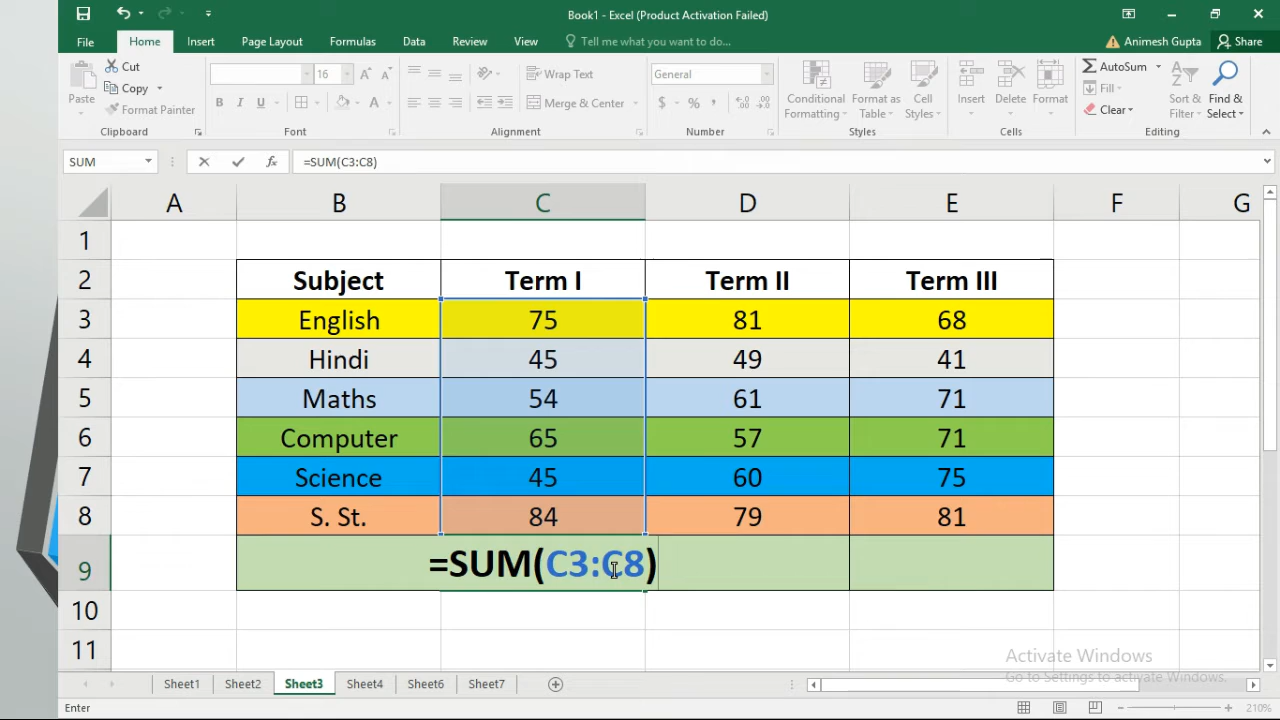 Book1 - Excel (Product Activation Failed)
File Home Insert Page Layout Formulas Data Review View Tell me what you want to do... Animesh Gupta Share
Paste Cut Copy Format Painter Clipboard
16 B I U A Font
Wrap Text Merge & Center Alignment
General $ % , Number
Conditional Formatting Format as Table Cell Styles Styles
Insert Delete Format Cells
AutoSum Fill Clear Sort & Filter Find & Select Editing
SUM fx =SUM(C3:C8)
A B C D E F G
1
2 Subject Term I Term II Term III
3 English 75 81 68
4 Hindi 45 49 41
5 Maths 54 61 71
6 Computer 65 57 71
7 Science 45 60 75
8 S. St. 84 79 81
9 =SUM(C3:C8)
10
11
Activate Windows
Go to Settings to activate Windows.
Sheet1 Sheet2 Sheet3 Sheet4 Sheet6 Sheet7
Enter 210%